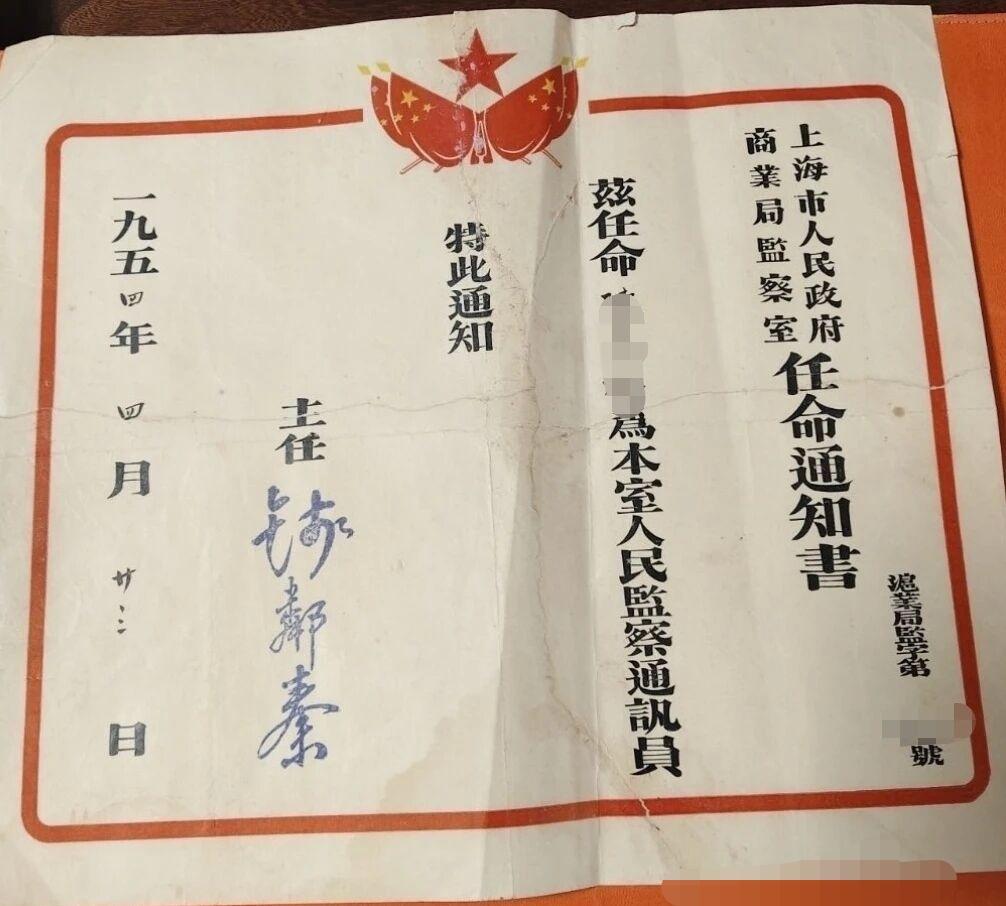 上海市人民政府
商業局監察室
任命通知書
滬業局監字第
號
茲任命
爲本室人民監察通訊員
特此通知
主任
一九五四年四月廿三日